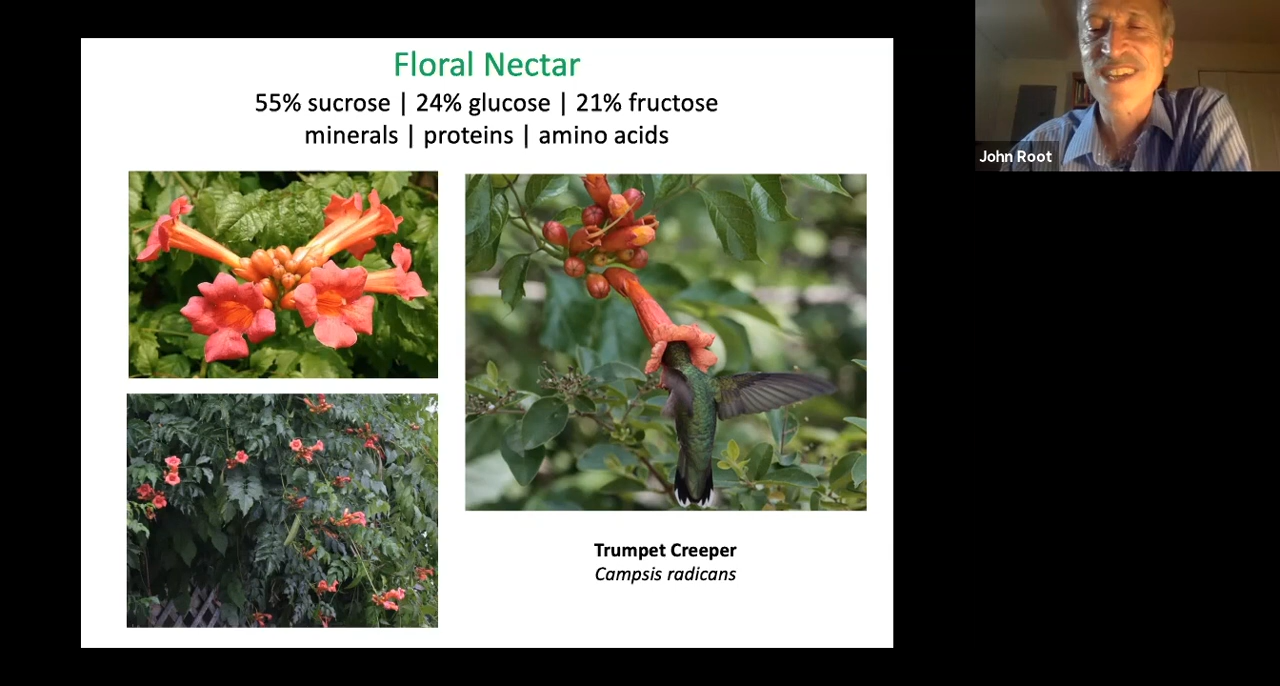 Floral Nectar
55% sucrose | 24% glucose | 21% fructose
minerals | proteins | amino acids
Trumpet Creeper
Campsis radicans
John Root